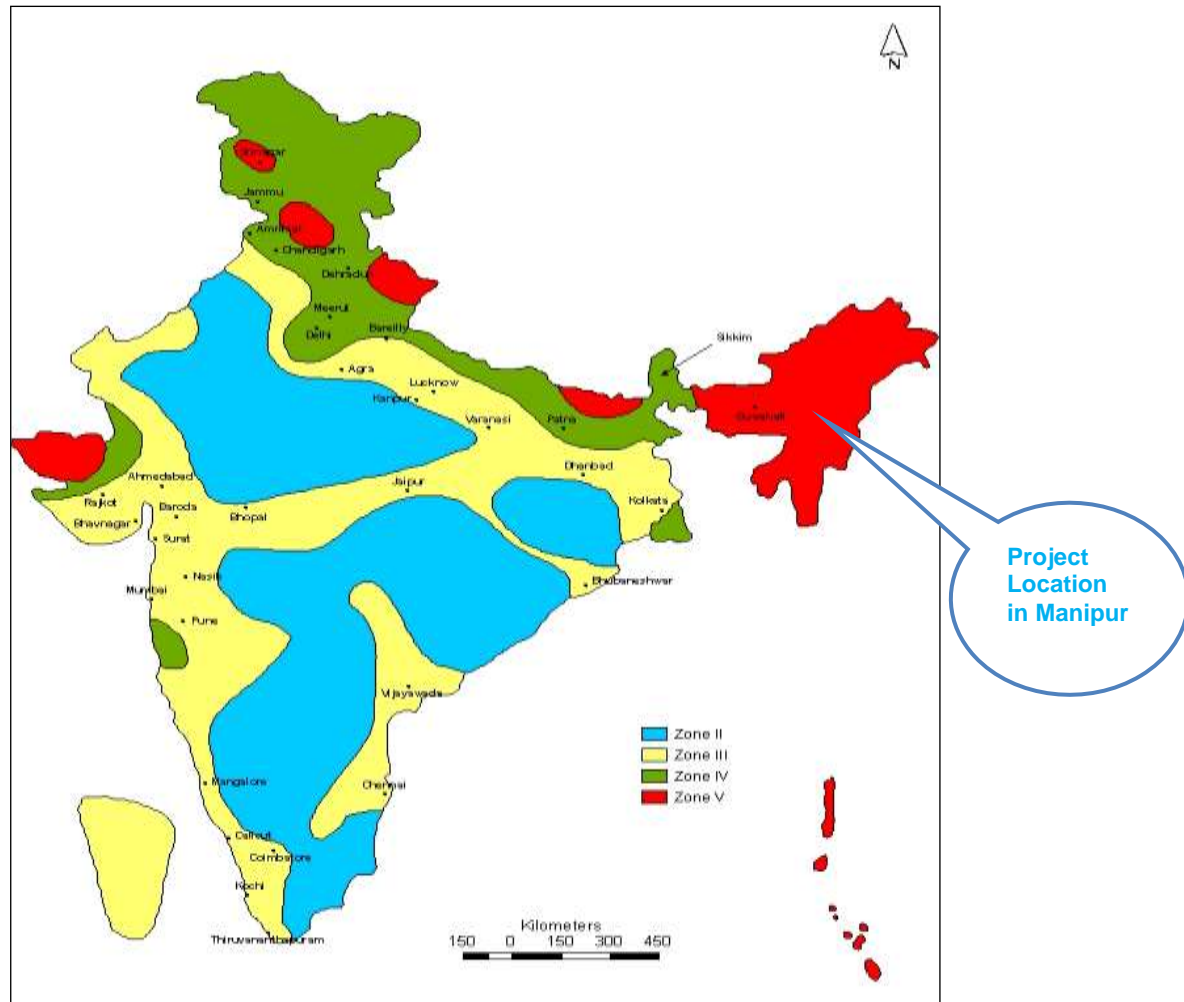 N
Srinagar
Jammu
Amritsar
Chandigarh
Dehradun
Meerut
Delhi
Bareilly
Sikkim
Agra
Lucknow
Kanpur
Guwahati
Varanasi
Patna
Dhanbad
Ahmedabad
Jaipur
Rajkot
Baroda
Kolkata
Bhopal
Bhavnagar
Surat
Project
Location
in Manipur
Nasik
Bhubaneshwar
Mumbai
Pune
Vijayawada
Zone II
Zone III
Zone IV
Zone V
Mangalore
Chennai
Calicut
Coimbatore
Kochi
Thiruvananthapuram
Kilometers
150 0 150 300 450